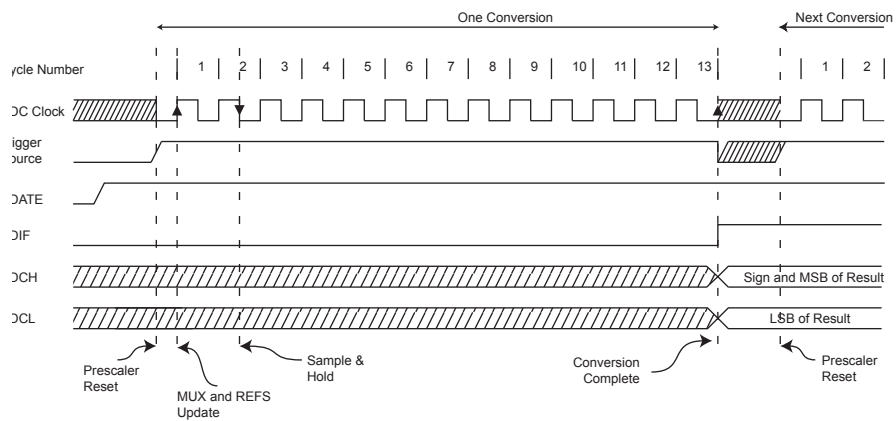 One Conversion
Next Conversion
ycle Number
1 2 3 4 5 6 7 8 9 10 11 12 13 1 2
DC Clock
rigger
ource
DATE
DIF
DCH
Sign and MSB of Result
DCL
LSB of Result
Prescaler
Reset
MUX and REFS
Update
Sample &
Hold
Conversion
Complete
Prescaler
Reset